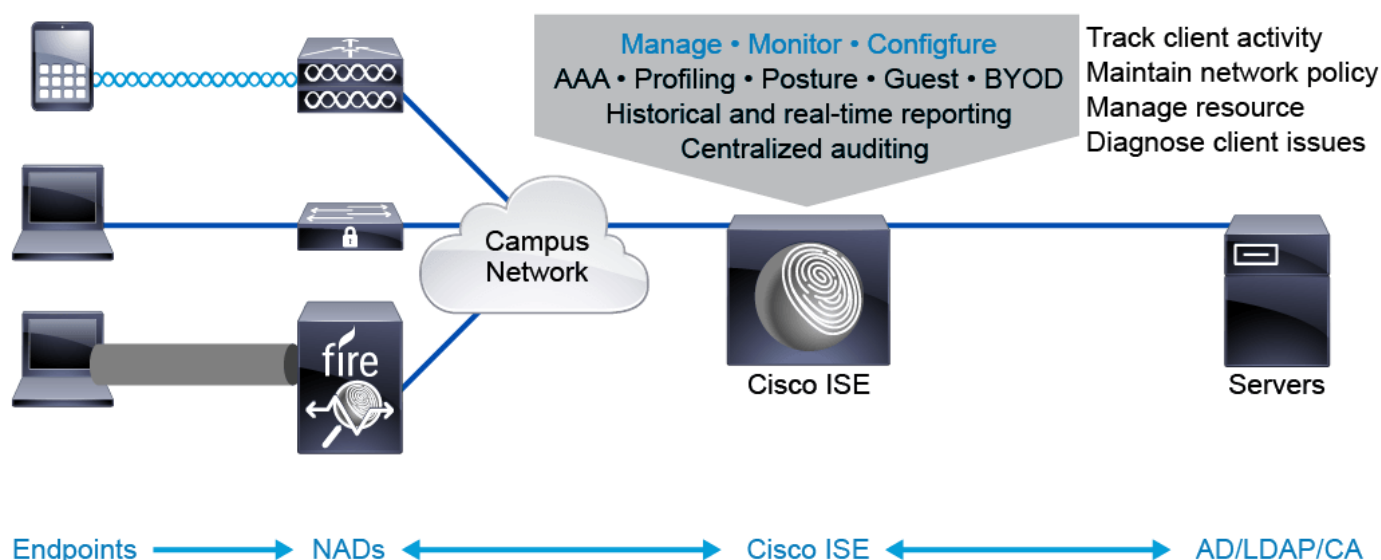 Manage • Monitor • Configfure
AAA • Profiling • Posture • Guest • BYOD
Historical and real-time reporting
Centralized auditing
Track client activity
Maintain network policy
Manage resource
Diagnose client issues
Campus
Network
fire
Cisco ISE
Servers
Endpoints
NADs
Cisco ISE
AD/LDAP/CA